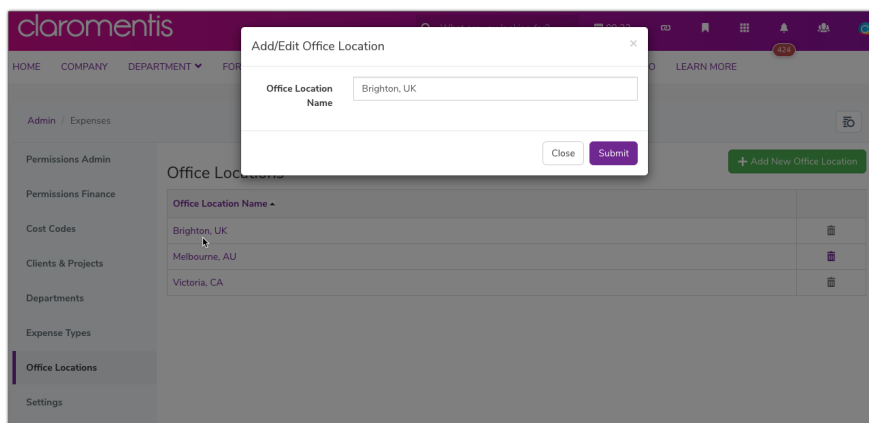 claromentis
Add/Edit Office Location
×
424
HOME COMPANY DEPARTMENT FOR O LEARN MORE
Office Location Name
Brighton, UK
Admin / Expenses
Close Submit
Permissions Admin
Office Locations
+ Add New Office Location
Permissions Finance
Office Location Name
Cost Codes
Brighton, UK
Melbourne, AU
Clients & Projects
Victoria, CA
Departments
Expense Types
Office Locations
Settings